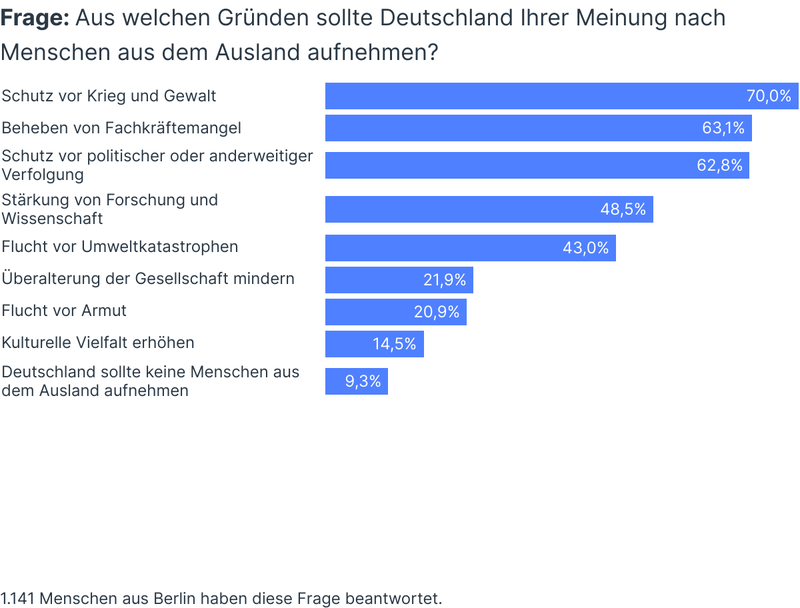 Frage: Aus welchen Gründen sollte Deutschland Ihrer Meinung nach
Menschen aus dem Ausland aufnehmen?
Schutz vor Krieg und Gewalt 70,0%
Beheben von Fachkräftemangel 63,1%
Schutz vor politischer oder anderweitiger
Verfolgung 62,8%
Stärkung von Forschung und
Wissenschaft 48,5%
Flucht vor Umweltkatastrophen 43,0%
Überalterung der Gesellschaft mindern 21,9%
Flucht vor Armut 20,9%
Kulturelle Vielfalt erhöhen 14,5%
Deutschland sollte keine Menschen aus
dem Ausland aufnehmen 9,3%
1.141 Menschen aus Berlin haben diese Frage beantwortet.